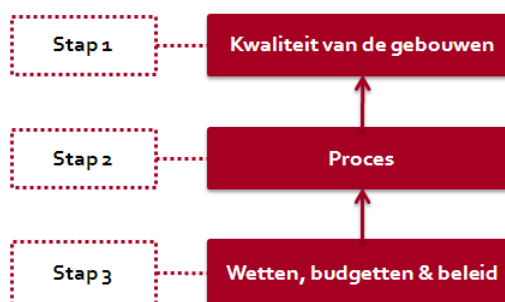 Stap 1
Kwaliteit van de gebouwen
Stap 2
Proces
Stap 3
Wetten, budgetten & beleid